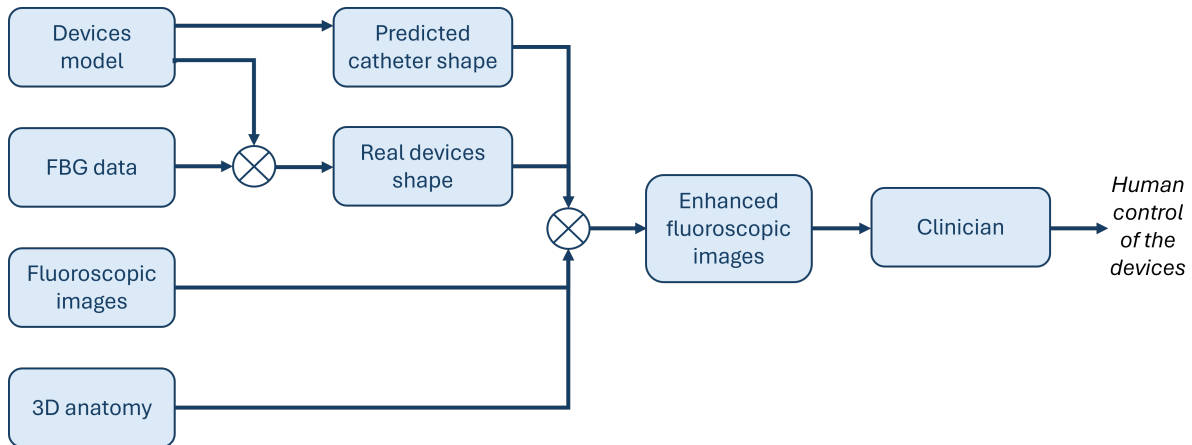 Devices
model
Predicted
catheter shape
FBG data
Real devices
shape
Fluoroscopic
images
3D anatomy
Enhanced
fluoroscopic
images
Clinician
Human
control
of the
devices